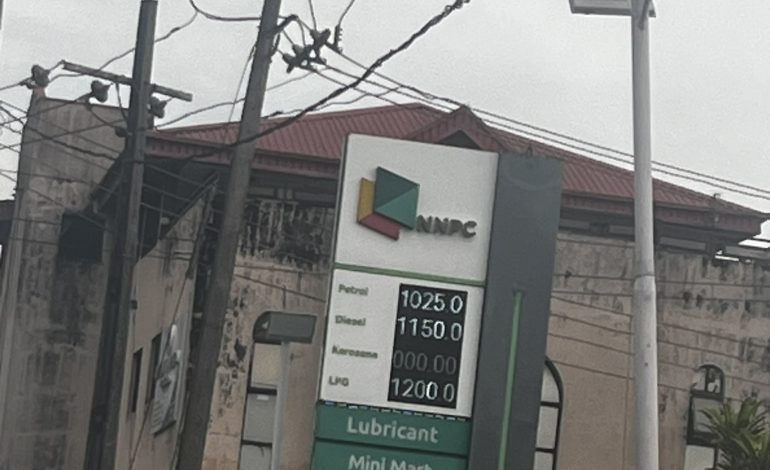 NNPC
Petrol 1025.0
Diesel 1150.0
Kerosene 000.00
LPG 1200.0
Lubricant
Mini Mart